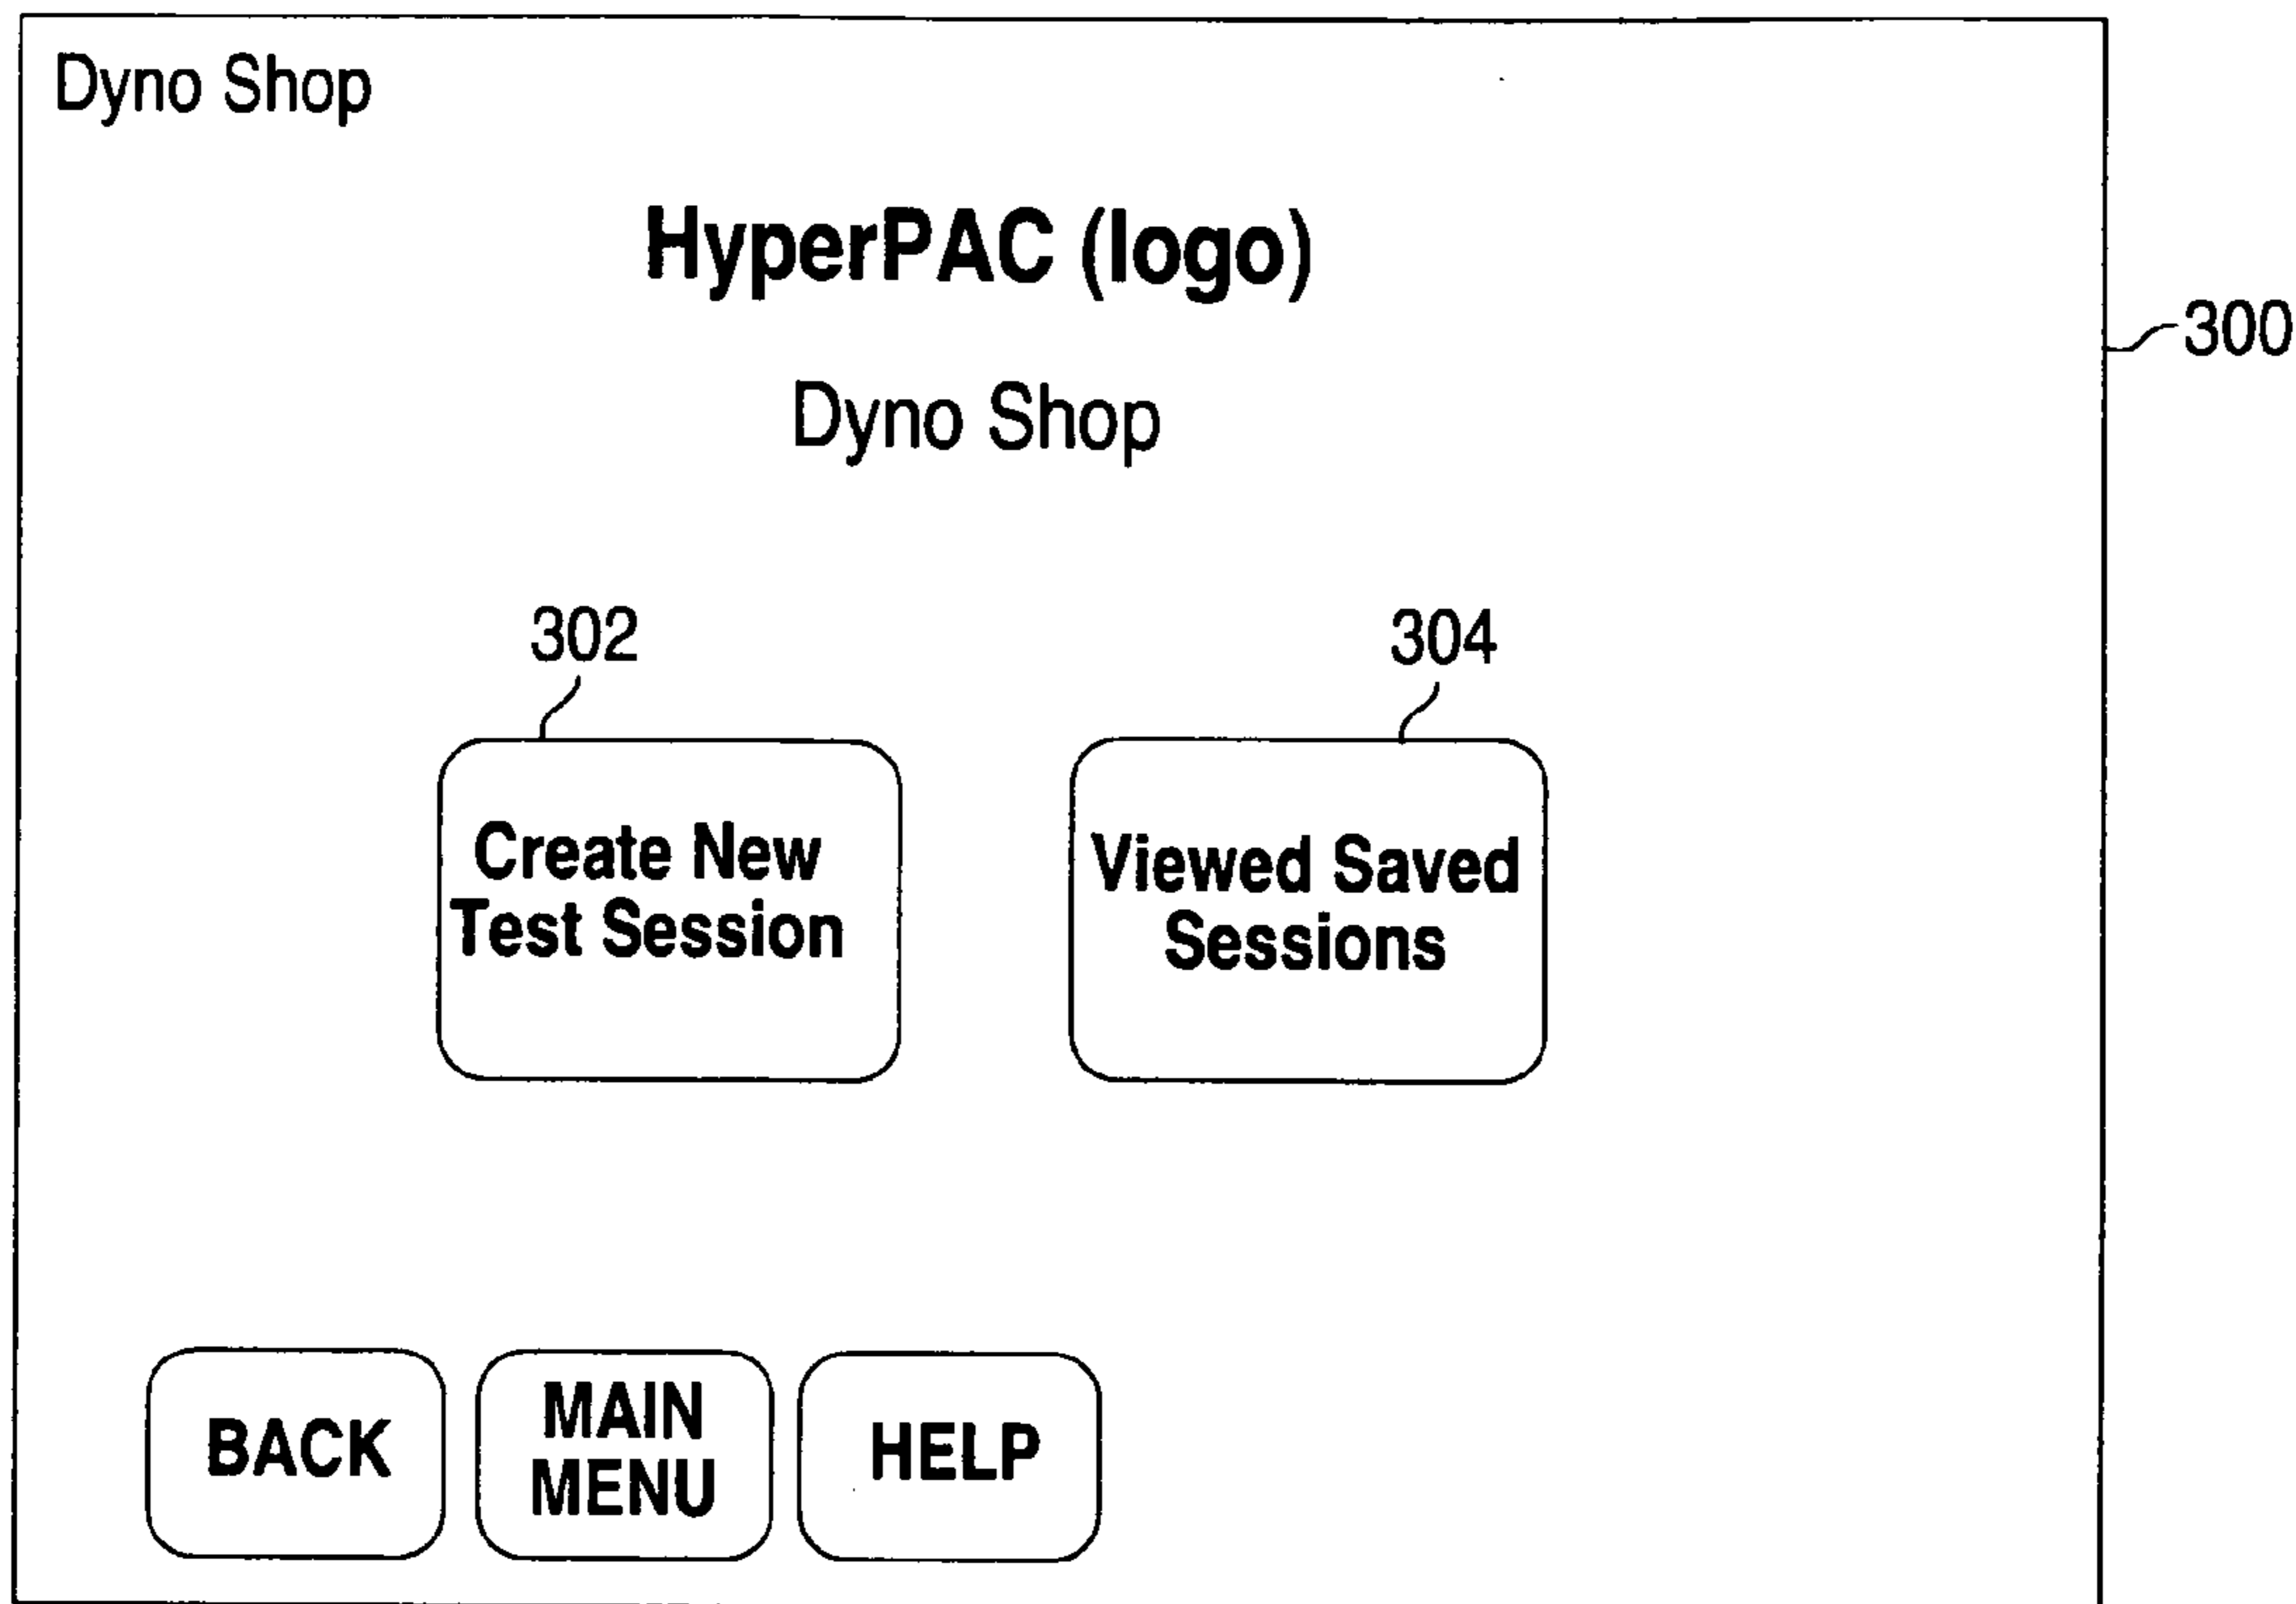 Dyno Shop
HyperPAC (logo)
300
Dyno Shop
302
304
Create New
Test Session
Viewed Saved
Sessions
BACK
MAIN
MENU
HELP